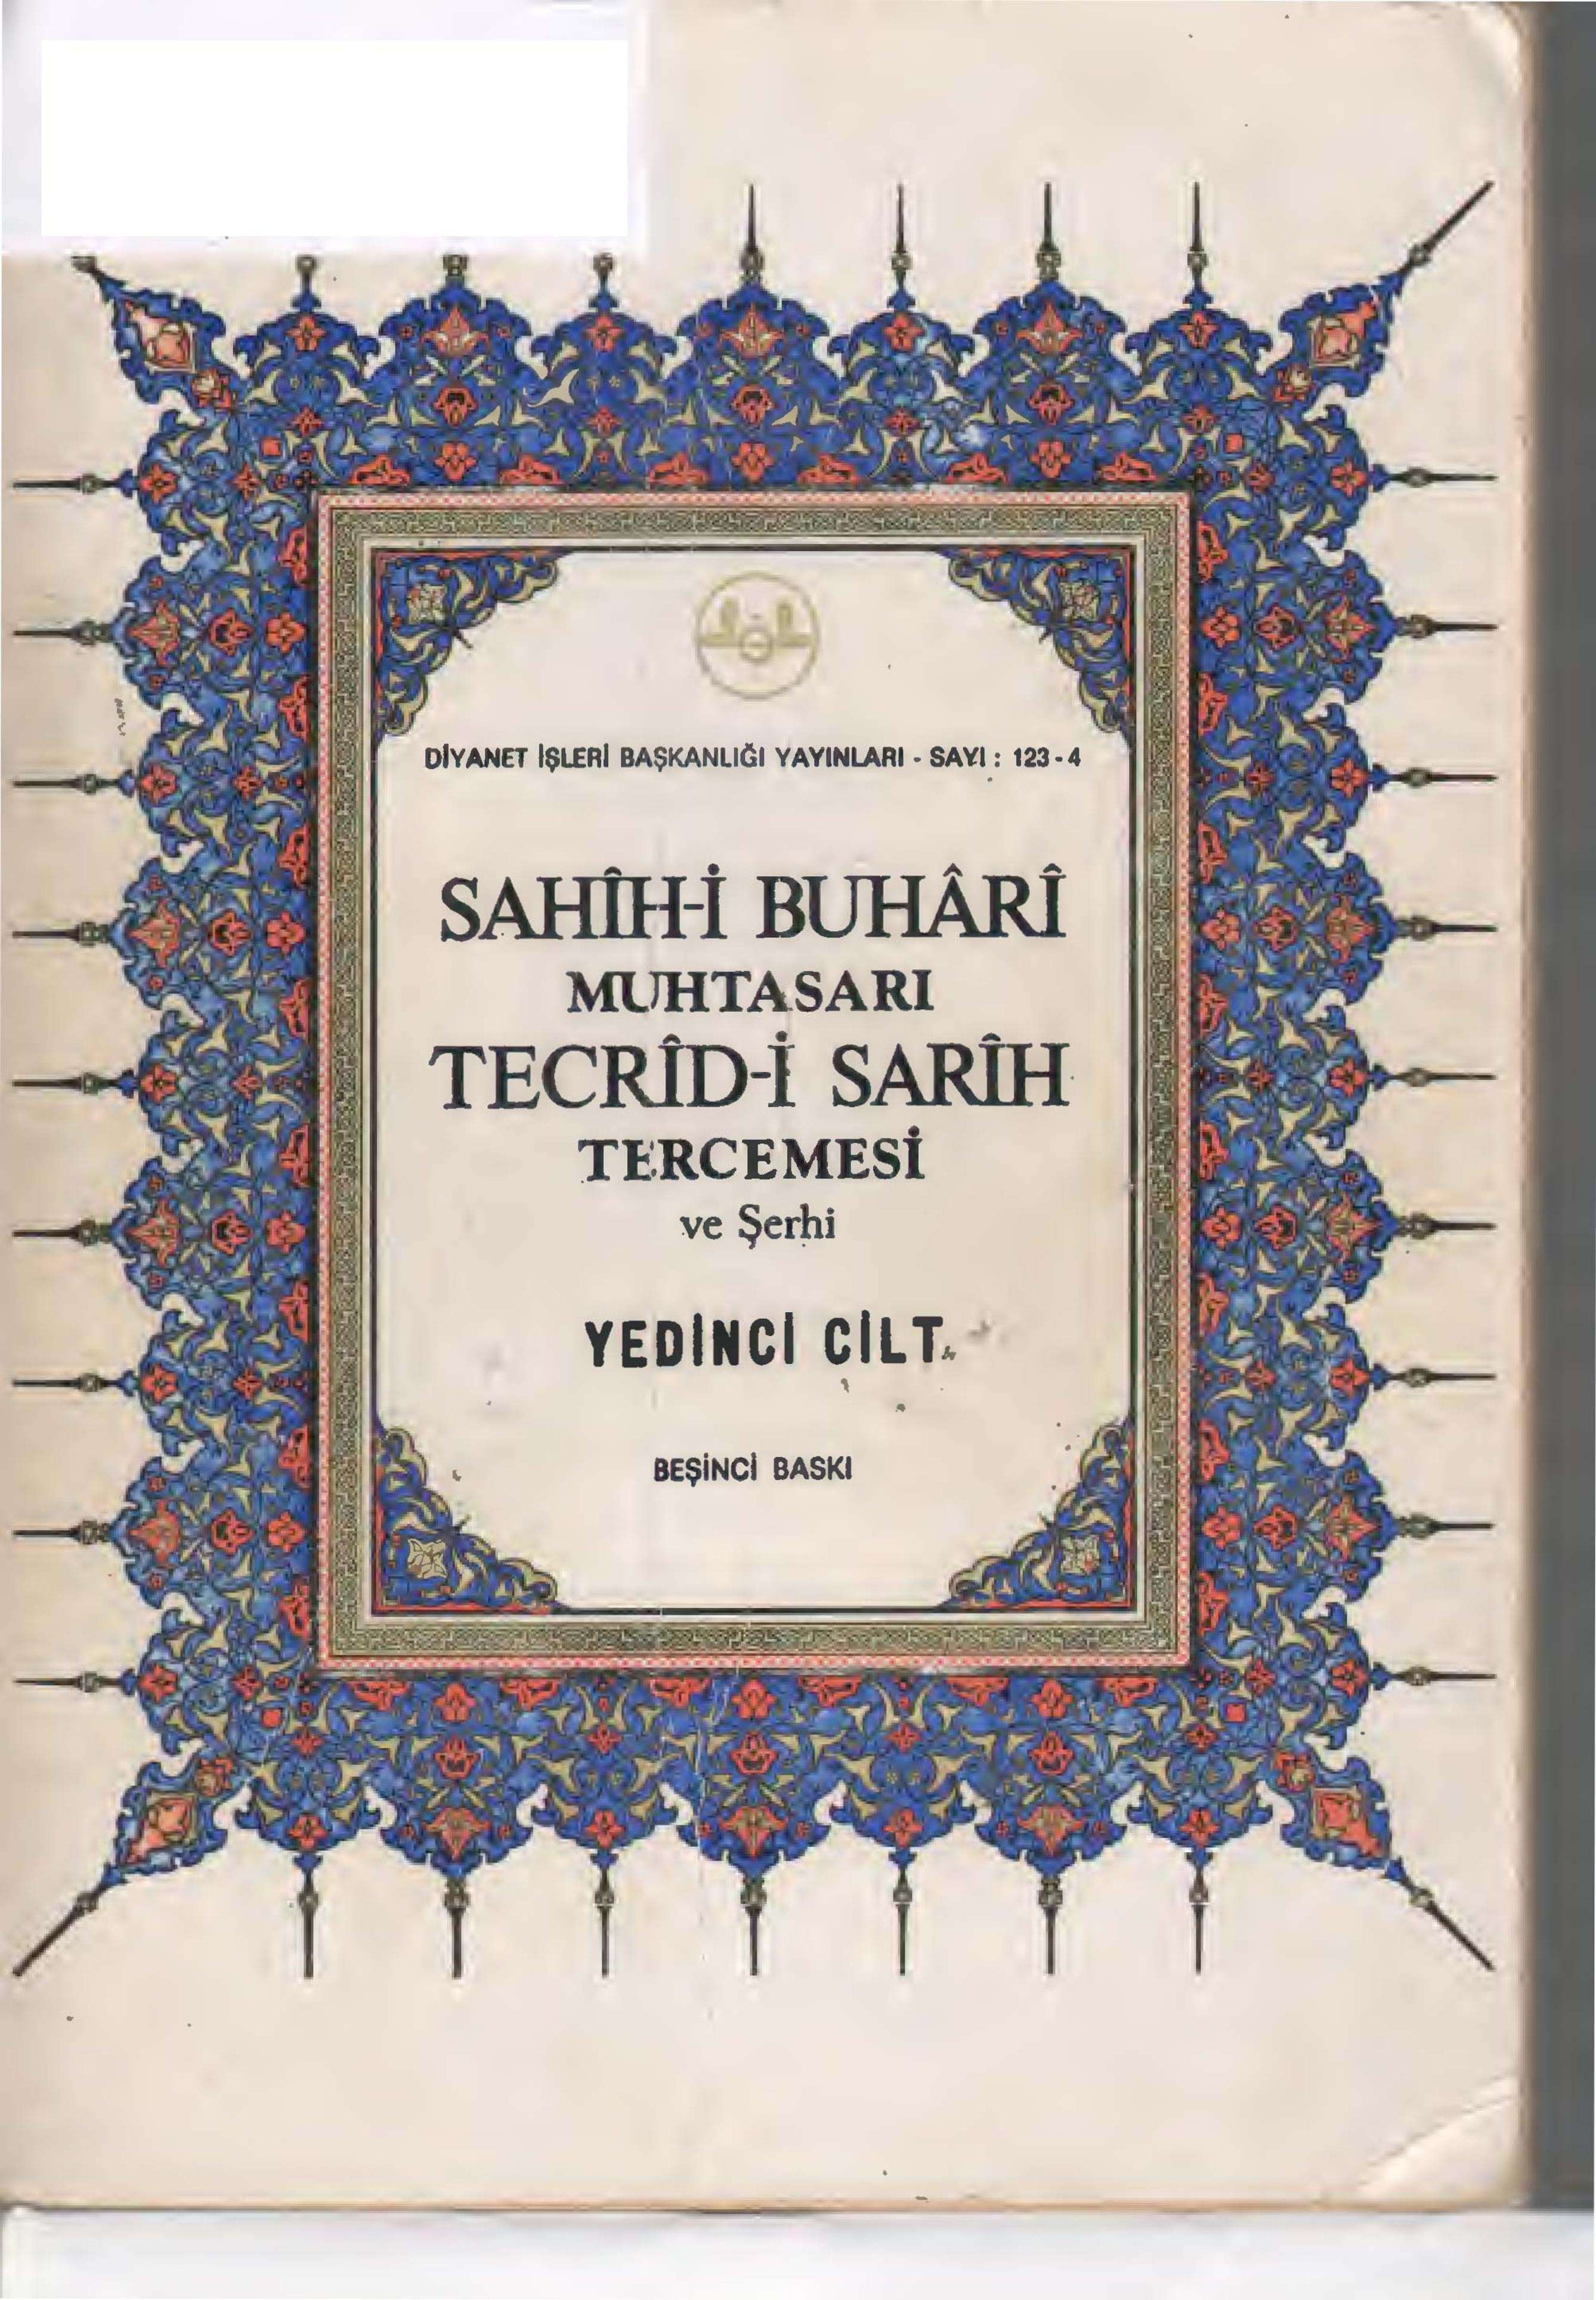 DİYANET İŞLERİ BAŞKANLIĞI YAYINLARI - SAYI : 123 - 4
SAHÎH-İ BUHÂRÎ
MUHTASARI
TECRÎD-İ SARÎH
TERCEMESİ
ve Şerhi
YEDİNCİ CİLT
BEŞİNCİ BASKI